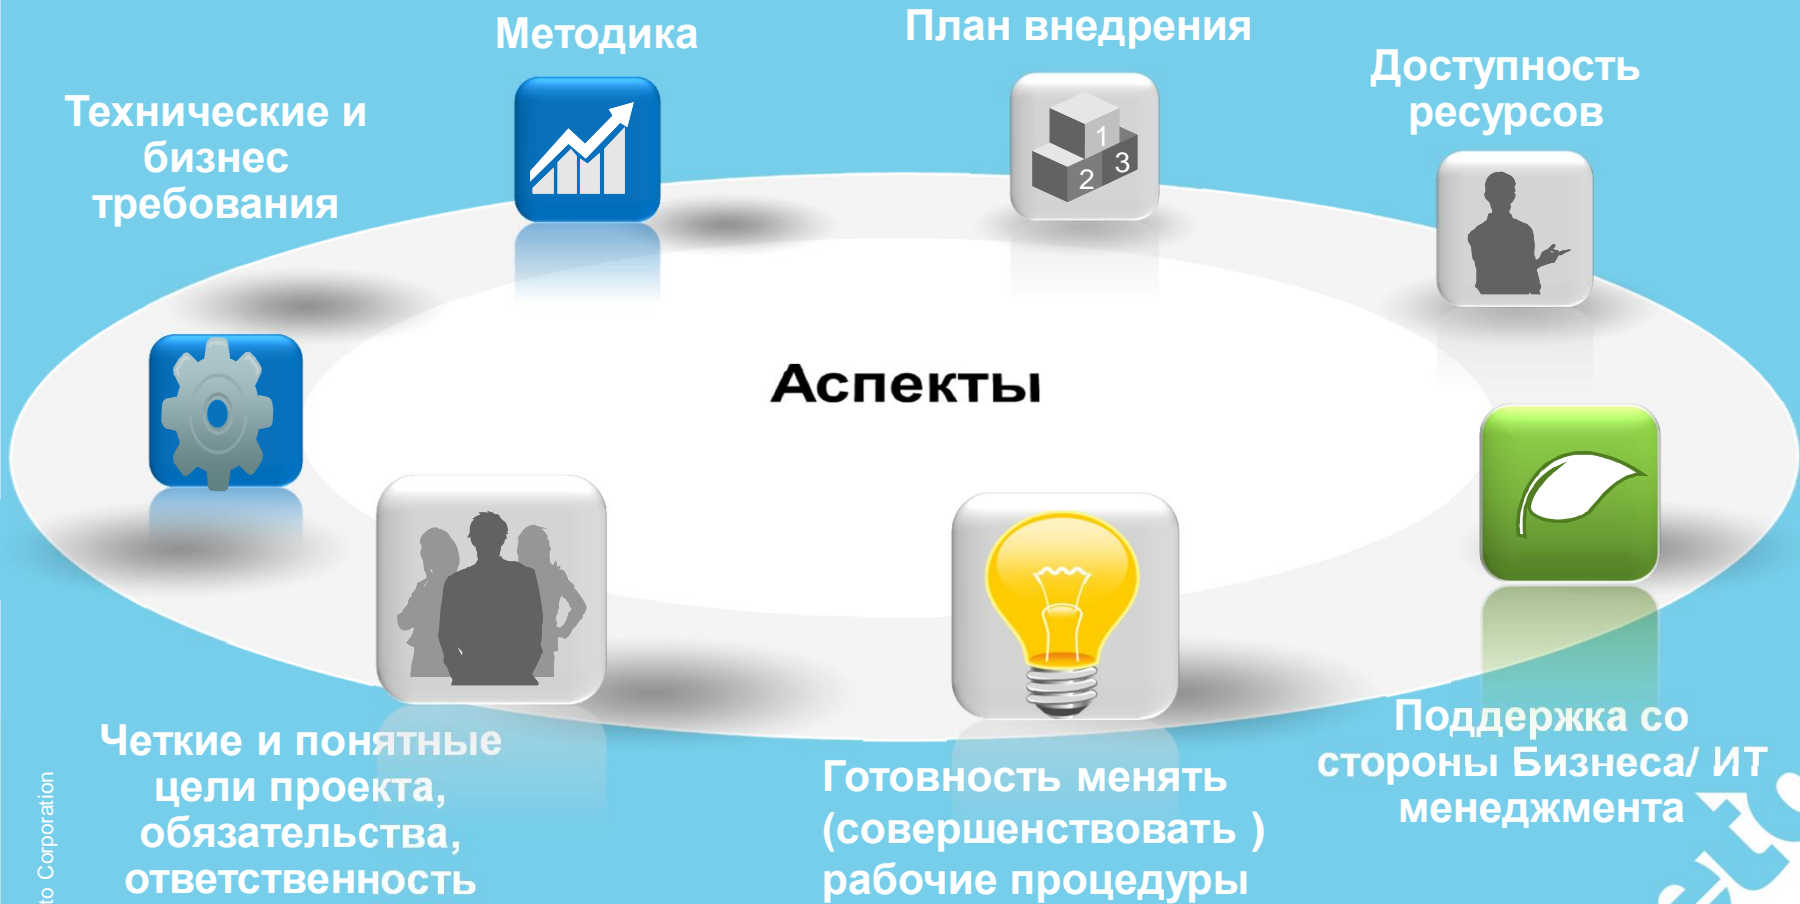 Методика
План внедрения
Доступность
ресурсов
Технические и
бизнес
требования
1
2
3
Аспекты
Четкие и понятные
цели проекта,
обязательства,
ответственность
Готовность менять
(совершенствовать )
рабочие процедуры
Поддержка со
стороны Бизнеса/ ИТ
менеджмента
Corporation